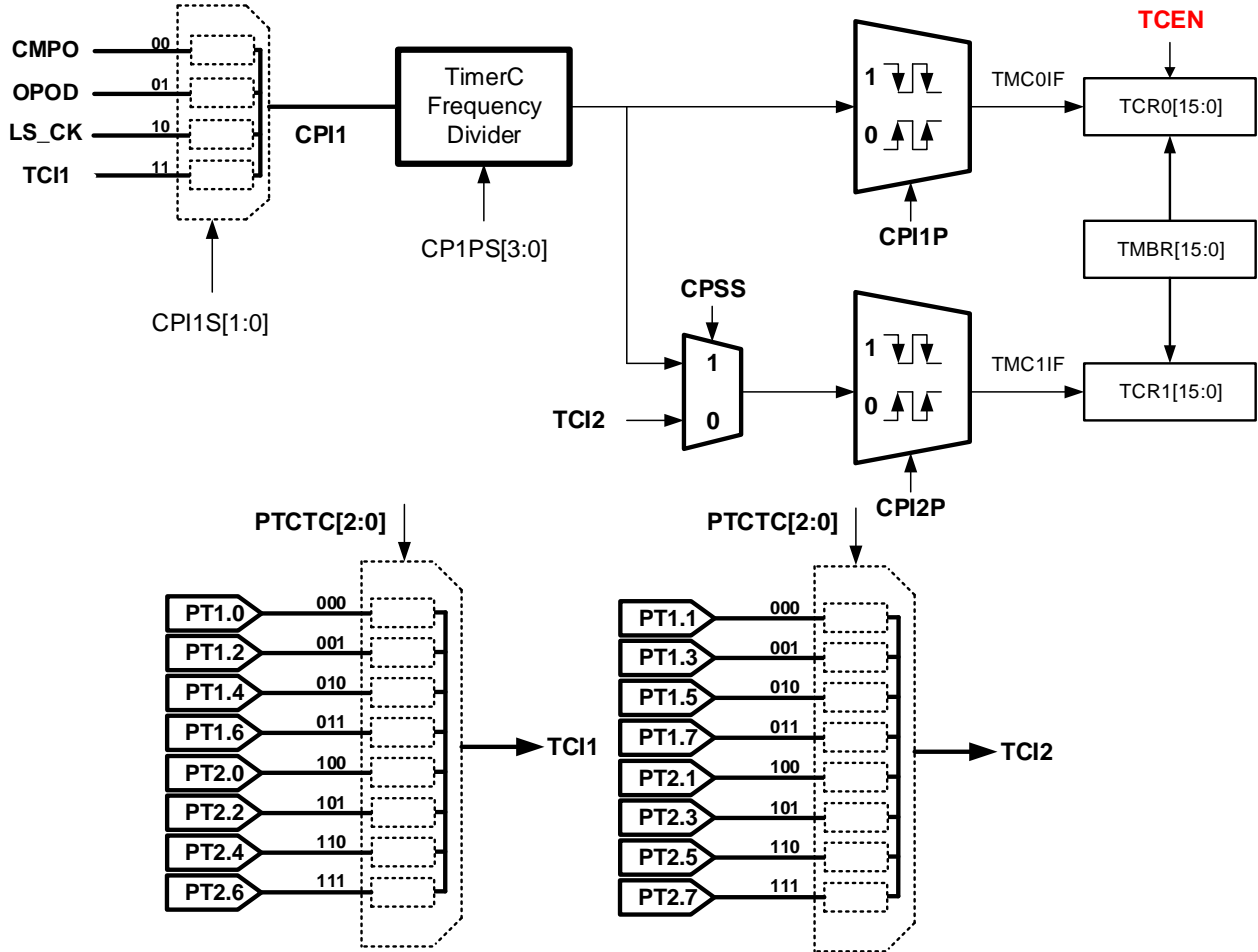 TCEN
CMPO
00
OPOD
01
LS_CK
10
TCI1
11
CPI1
CPI1S[1:0]
TimerC
Frequency
Divider
CP1PS[3:0]
1
0
CPI1P
TMC0IF
TCR0[15:0]
TMBR[15:0]
CPSS
1
0
TCI2
1
0
CPI2P
TMC1IF
TCR1[15:0]
PTCTC[2:0]
PT1.0
000
PT1.2
001
PT1.4
010
PT1.6
011
PT2.0
100
PT2.2
101
PT2.4
110
PT2.6
111
TCI1
PTCTC[2:0]
PT1.1
000
PT1.3
001
PT1.5
010
PT1.7
011
PT2.1
100
PT2.3
101
PT2.5
110
PT2.7
111
TCI2